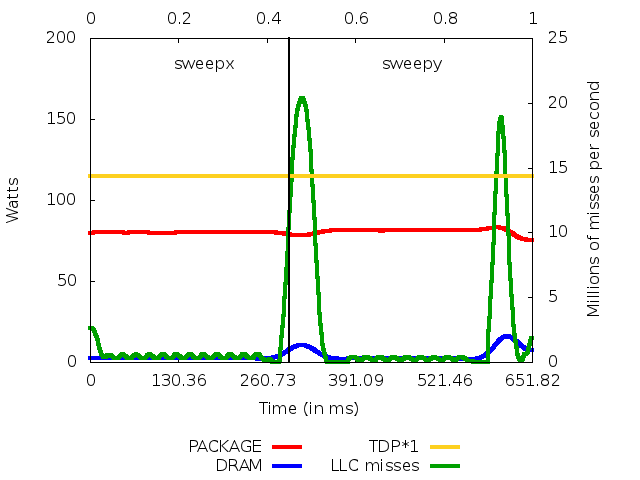 0 0.2 0.4 0.6 0.8 1
200 25
sweepx sweepy
20
150
15
100
10
50
5
0 0
Watts
Millions of misses per second
0 130.36 260.73 391.09 521.46 651.82
Time (in ms)
PACKAGE TDP*1
DRAM LLC misses